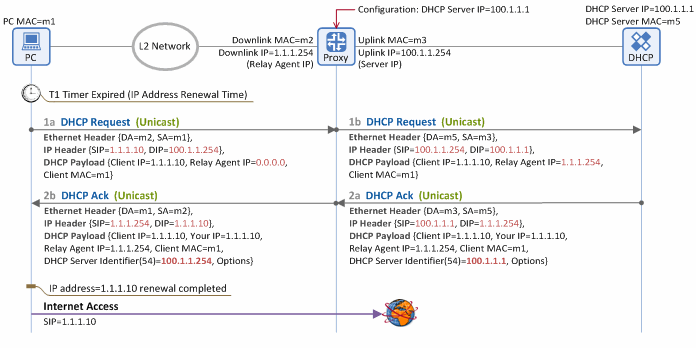 Configuration: DHCP Server IP=100.1.1.1
DHCP Server IP=100.1.1.1
PC MAC=m1
DHCP Server MAC=m5
L2 Network
Downlink MAC=m2
Uplink MAC=m3
Downlink IP=1.1.1.254
Uplink IP=100.1.1.254
(Relay Agent IP)
(Server IP)
PC
Proxy
DHCP
T1 Timer Expired (IP Address Renewal Time)
1a DHCP Request (Unicast)
Ethernet Header {DA=m2, SA=m1}
IP Header {SIP=1.1.1.10, DIP=100.1.1.254}
DHCP Payload {Client IP=1.1.1.10, Relay Agent IP=0.0.0.0,
Client MAC=m1}
1b DHCP Request (Unicast)
Ethernet Header {DA=m5, SA=m3}
IP Header {SIP=100.1.1.254, DIP=100.1.1.1}
DHCP Payload {Client IP=1.1.1.10, Relay Agent IP=1.1.1.254,
Client MAC=m1}
2b DHCP Ack (Unicast)
Ethernet Header {DA=m1, SA=m2}
IP Header {SIP=1.1.1.254, DIP=1.1.1.10}
DHCP Payload {Client IP=1.1.1.10, Your IP=1.1.1.10,
Relay Agent IP=1.1.1.254, Client MAC=m1,
DHCP Server Identifier(54)=100.1.1.254, Options}
2a DHCP Ack (Unicast)
Ethernet Header {DA=m3, SA=m5}
IP Header {SIP=100.1.1.1, DIP=1.1.1.254}
DHCP Payload {Client IP=1.1.1.10, Your IP=1.1.1.10,
Relay Agent IP=1.1.1.254, Client MAC=m1,
DHCP Server Identifier(54)=100.1.1.1, Options}
IP address=1.1.1.10 renewal completed
Internet Access
SIP=1.1.1.10